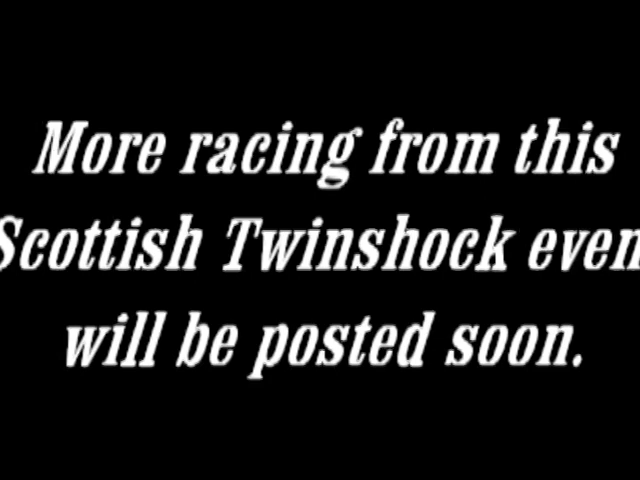 More racing from this
Scottish Twinshock even
will be posted soon.